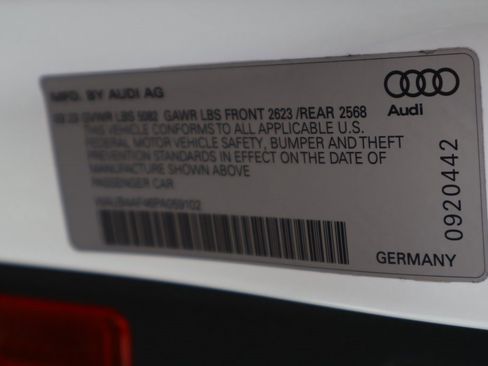 MFD. BY AUDI AG
GVWR LBS 5082 GAWR LBS FRONT 2623 /REAR 2568
THIS VEHICLE CONFORMS TO ALL APPLICABLE U.S.
FEDERAL MOTOR VEHICLE SAFETY, BUMPER AND THEFT
PREVENTION STANDARDS IN EFFECT ON THE DATE OF
MANUFACTURE SHOWN ABOVE
PASSENGER CAR
Audi
0920442
GERMANY